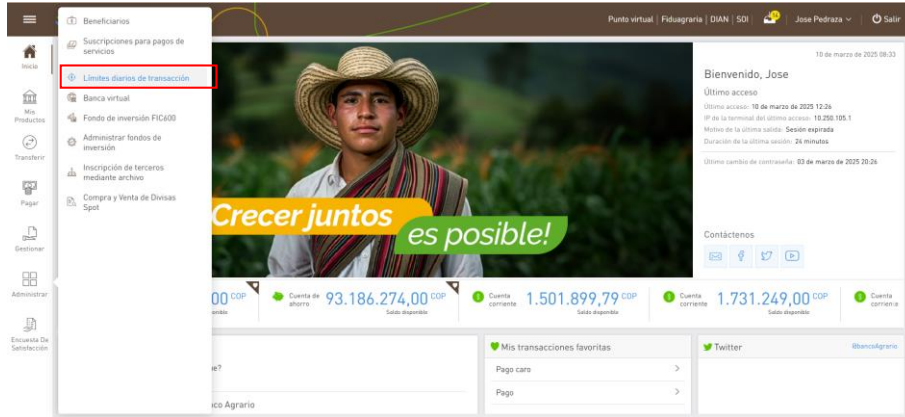 Punto virtual | Fiduagraria | DIAN | SOI | Jose Pedraza Salir
Inicio
Mis
Productos
Transferir
Pagar
Gestionar
Administrar
Encuesta De
Satisfacción
Beneficiarios
Suscripciones para pagos de
servicios
Límites diarios de transacción
Banca virtual
Fondo de inversión FIC600
Administrar fondos de
inversión
Inscripción de terceros
mediante archivo
Compra y Venta de Divisas
Spot
Crecer juntos
es posible!
10 de marzo de 2025 08:33
Bienvenido, Jose
Último acceso
Último acceso: 10 de marzo de 2025 12:26
IP de la terminal del último acceso: 10.250.105.1
Motivo de la última salida: Sesión expirada
Duración de la última sesión: 24 minutos
Último cambio de contraseña: 03 de marzo de 2025 20:26
Contáctenos
00 COP
Cuenta de
ahorro
93.186.274,00 COP
Saldo disponible
Cuenta
corriente
1.501.899,79 COP
Saldo disponible
Cuenta
corriente
1.731.249,00 COP
Saldo disponible
Cuenta
corriente
Mis transacciones favoritas
Pago caro
Pago
Twitter
@bancoAgrario
ue?
nco Agrario